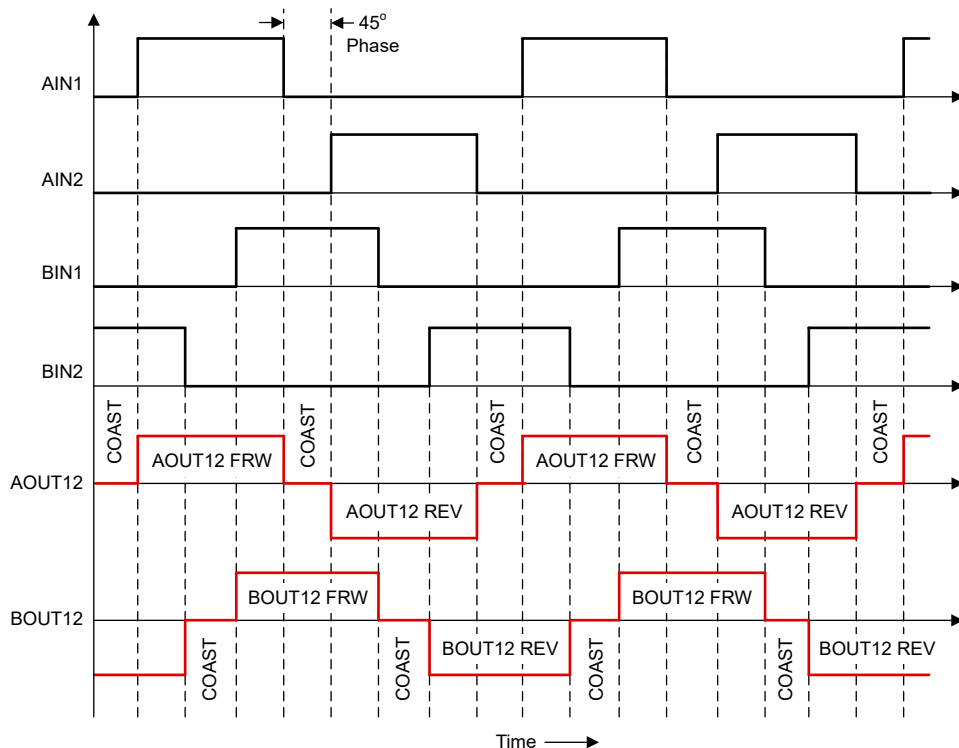 45°
Phase
AIN1
AIN2
BIN1
BIN2
COAST
COAST
COAST
COAST
COAST
AOUT12 FRW
AOUT12 FRW
AOUT12
AOUT12 REV
AOUT12 REV
BOUT12 FRW
BOUT12 FRW
BOUT12
COAST
COAST
COAST
COAST
BOUT12 REV
BOUT12 REV
Time